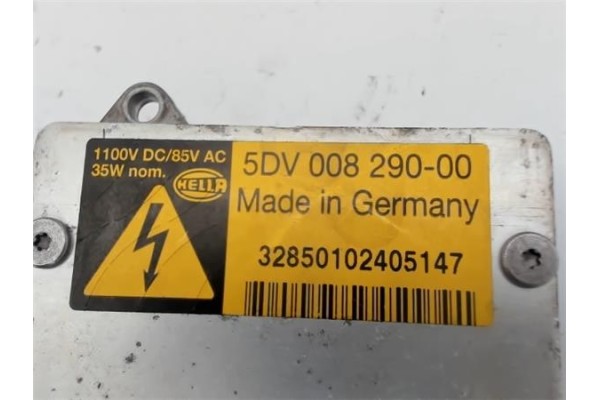 1100V DC/85V AC
35W nom.
HELLA
5DV 008 290-00
Made in Germany
32850102405147